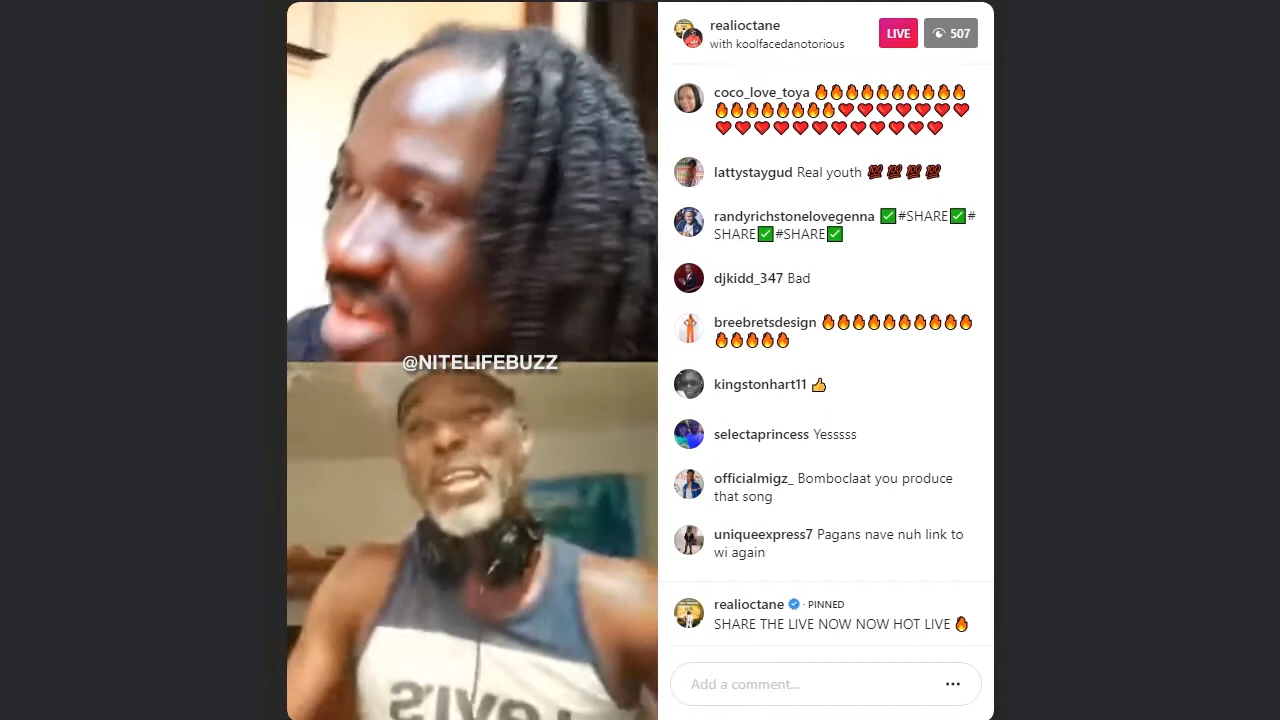 realioctane
with koolfacedanotorious
LIVE
507
coco_love_toya 🔥🔥🔥🔥🔥🔥🔥🔥🔥🔥
🔥🔥🔥🔥🔥🔥🔥🔥❤️❤️❤️❤️❤️❤️❤️
❤️❤️❤️❤️❤️❤️❤️❤️❤️❤️❤️❤️
lattystaygud Real youth 💯💯💯💯
randyrichstonelovegenna ✅#SHARE✅#
SHARE✅#SHARE✅
djkidd_347 Bad
breebretsdesign 🔥🔥🔥🔥🔥🔥🔥🔥🔥🔥
🔥🔥🔥🔥🔥
kingstonhart11 👍
selectaprincess Yesssss
officialmigz_ Bomboclaat you produce
that song
uniqueexpress7 Pagans nave nuh link to
wi again
realioctane · PINNED
SHARE THE LIVE NOW NOW HOT LIVE 🔥
Add a comment...
@NITELIFEBUZZ
Levi's